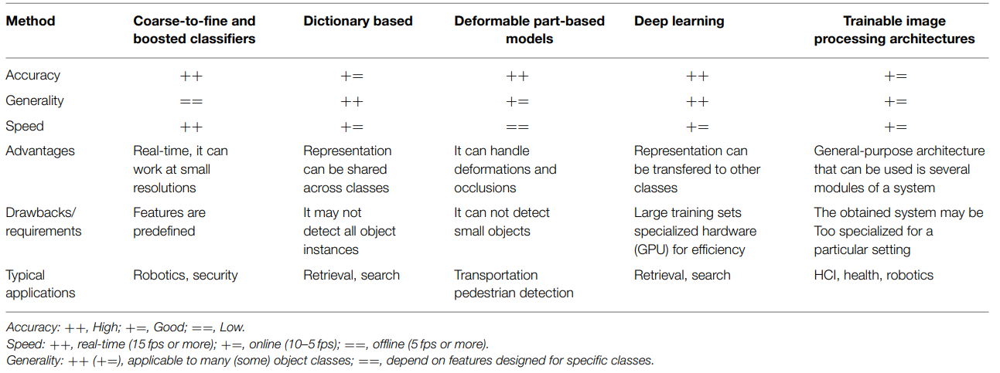 Method Coarse-to-fine and boosted classifiers Dictionary based Deformable part-based models Deep learning Trainable image processing architectures
Accuracy ++ += ++ ++ +=
Generality == ++ += ++ +=
Speed ++ += == += +=
Advantages Real-time, it can work at small resolutions Representation can be shared across classes It can handle deformations and occlusions Representation can be transfered to other classes General-purpose architecture that can be used is several modules of a system
Drawbacks/ requirements Features are predefined It may not detect all object instances It can not detect small objects Large training sets specialized hardware (GPU) for efficiency The obtained system may be Too specialized for a particular setting
Typical applications Robotics, security Retrieval, search Transportation pedestrian detection Retrieval, search HCI, health, robotics
Accuracy: ++, High; +=, Good; ==, Low.
Speed: ++, real-time (15 fps or more); +=, online (10–5 fps); ==, offline (5 fps or more).
Generality: ++ (+=), applicable to many (some) object classes; ==, depend on features designed for specific classes.